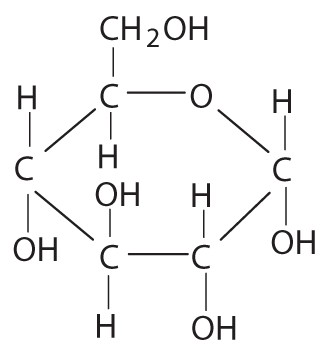 CH₂OH
H C O H
C H C
OH H
OH OH
C C
H OH